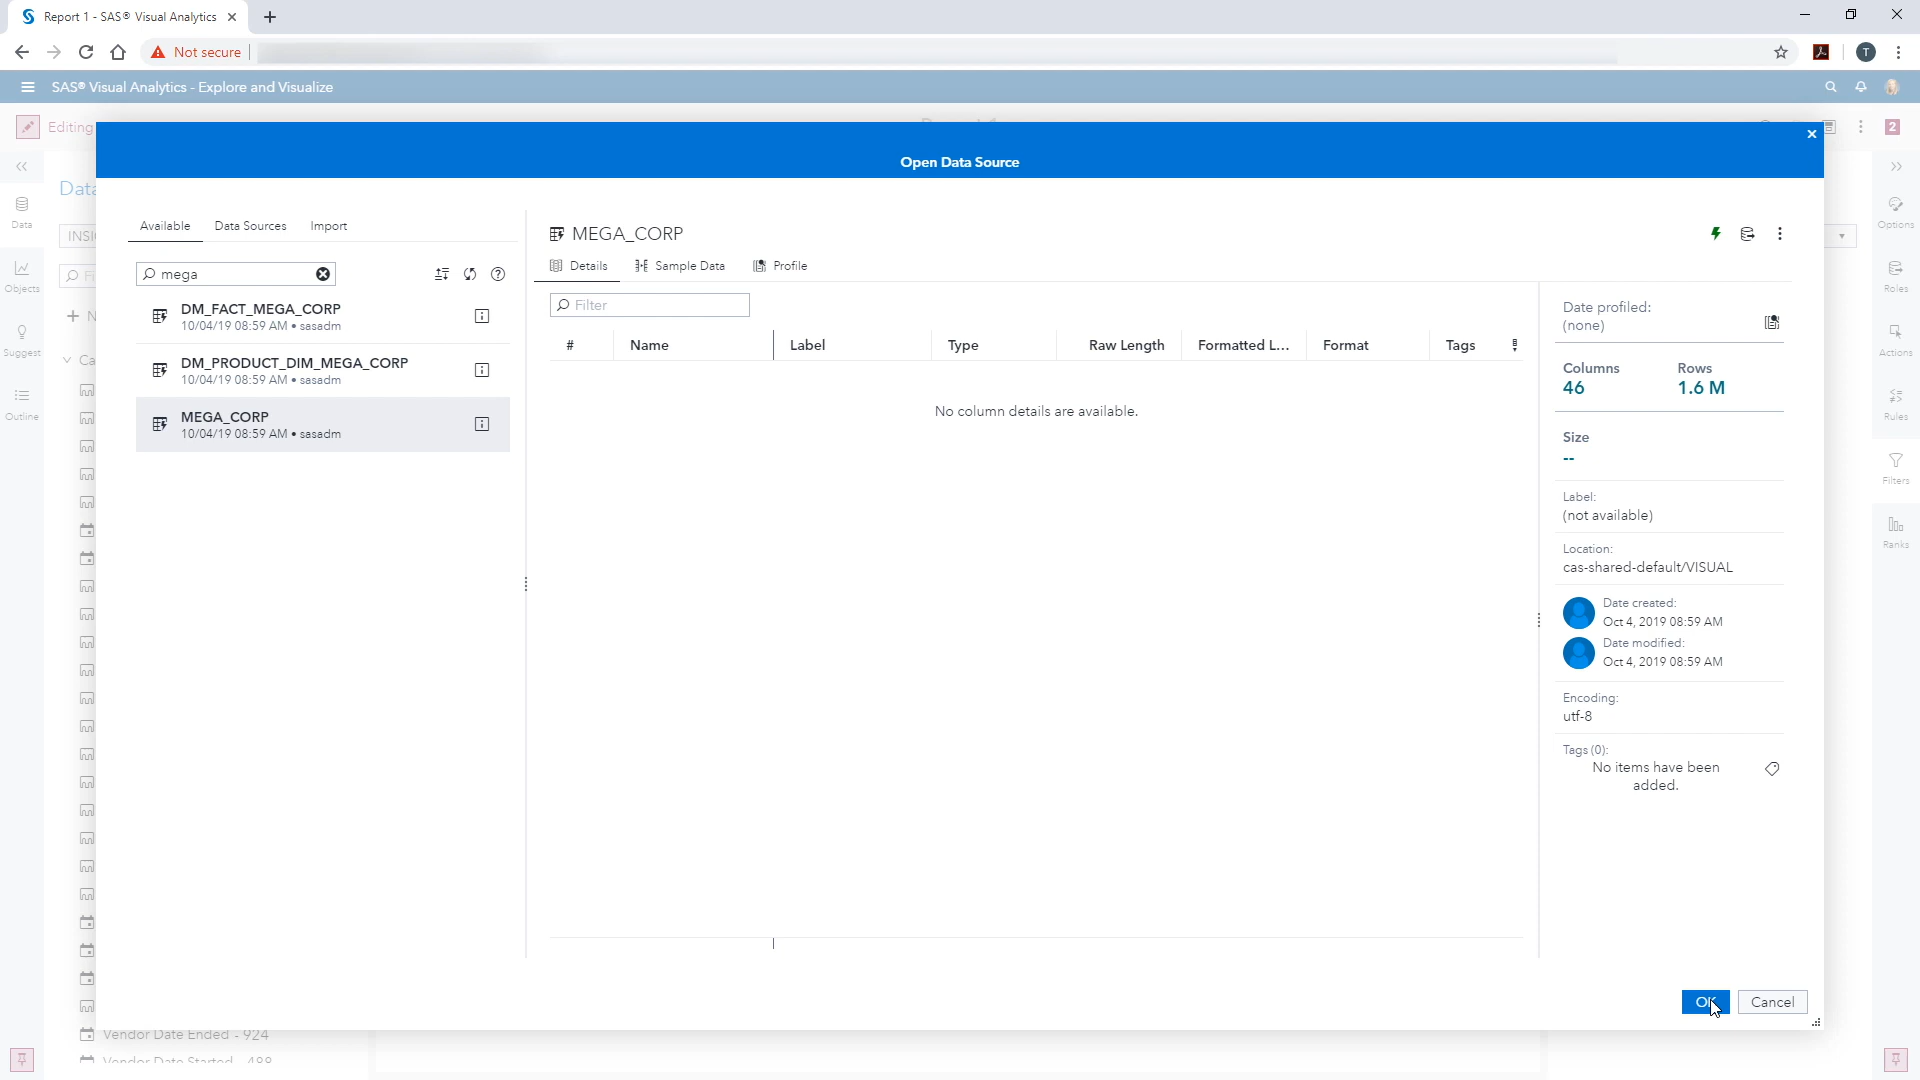 Report 1 - SAS® Visual Analytics
Not secure
T
SAS® Visual Analytics - Explore and Visualize
Editing
2
Open Data Source
Data
Data
Objects
Suggest
Outline
Options
Roles
Actions
Rules
Filters
Ranks
Available
Data Sources
Import
mega
DM_FACT_MEGA_CORP
10/04/19 08:59 AM • sasadm
DM_PRODUCT_DIM_MEGA_CORP
10/04/19 08:59 AM • sasadm
MEGA_CORP
10/04/19 08:59 AM • sasadm
MEGA_CORP
Details
Sample Data
Profile
Filter
# Name Label Type Raw Length Formatted L... Format Tags
No column details are available.
Date profiled:
(none)
Columns Rows
46 1.6 M
Size
--
Label:
(not available)
Location:
cas-shared-default/VISUAL
Date created:
Oct 4, 2019 08:59 AM
Date modified:
Oct 4, 2019 08:59 AM
Encoding:
utf-8
Tags (0):
No items have been
added.
OK
Cancel
Vendor Date Ended - 924
Vendor Date Started - 488